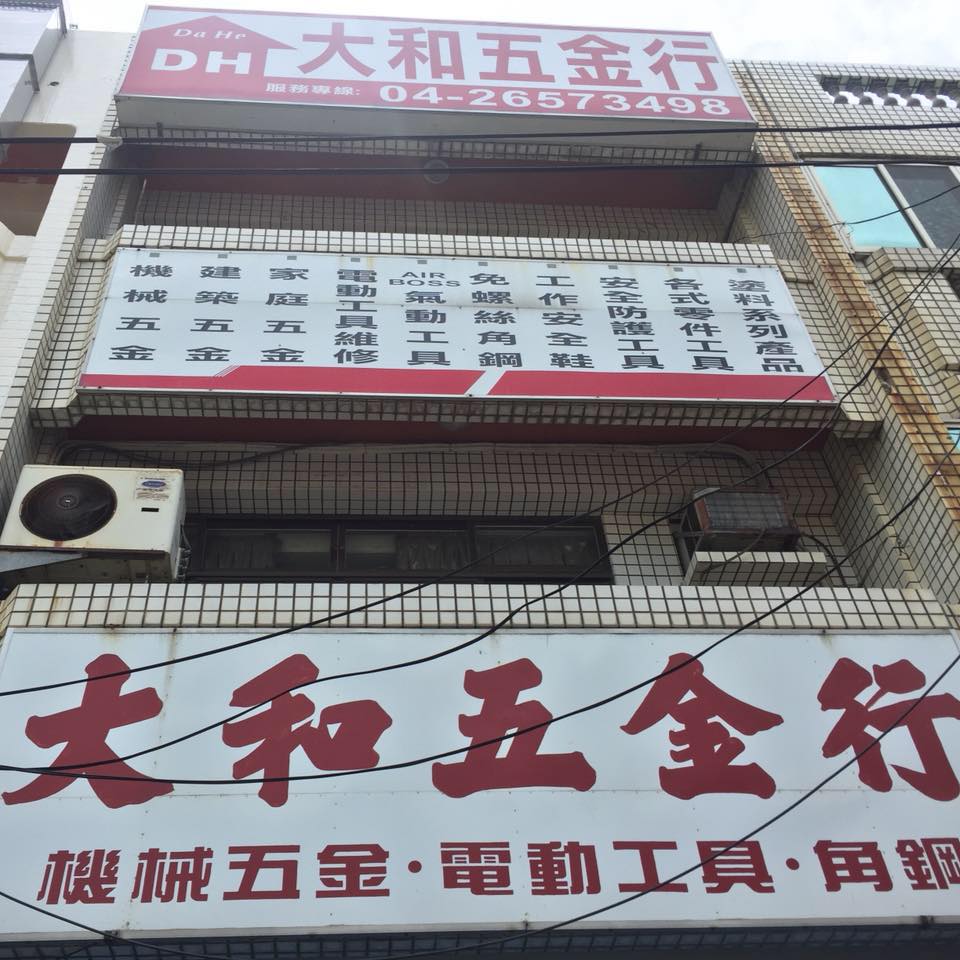 Da He
DH
大和五金行
服務專線: 04-26573498
機械五金
建築五金
家庭五金
電動工具維修
AIR BOSS氣動工具
免螺絲角鋼
工作安全鞋
安全防護工具
各式零件工具
塗料系列產品
大和五金行
機械五金·電動工具·角鋼